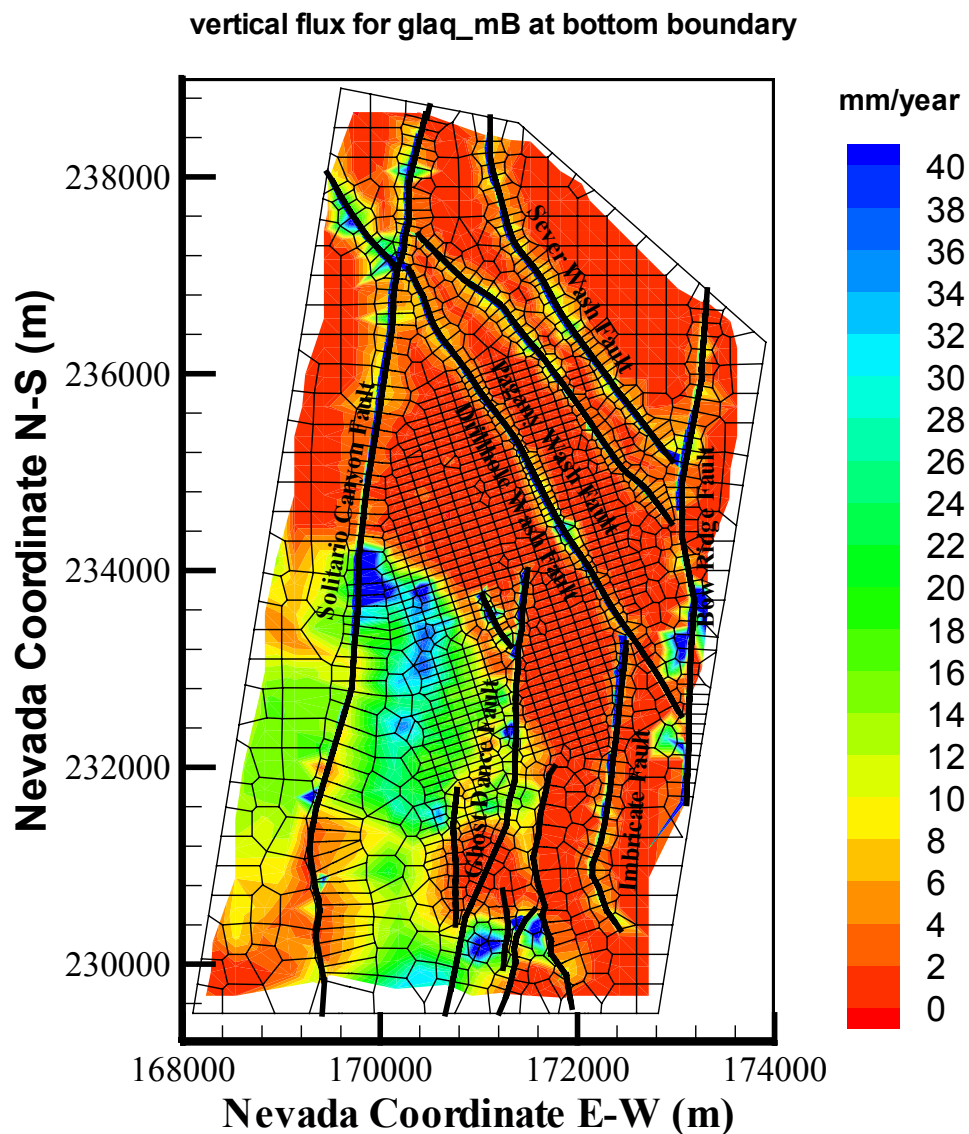 vertical flux for glaq_mB at bottom boundary
mm/year
40
38
36
34
32
30
28
26
24
22
20
18
16
14
12
10
8
6
4
2
0
Nevada Coordinate N-S (m)
238000
236000
234000
232000
230000
Sever Wash Fault
Pagany Wash Fault
Drillhole Wash Fault
Solitario Canyon Fault
Bow Ridge Fault
Ghost Dance Fault
Imbricate Fault
168000 170000 172000 174000
Nevada Coordinate E-W (m)